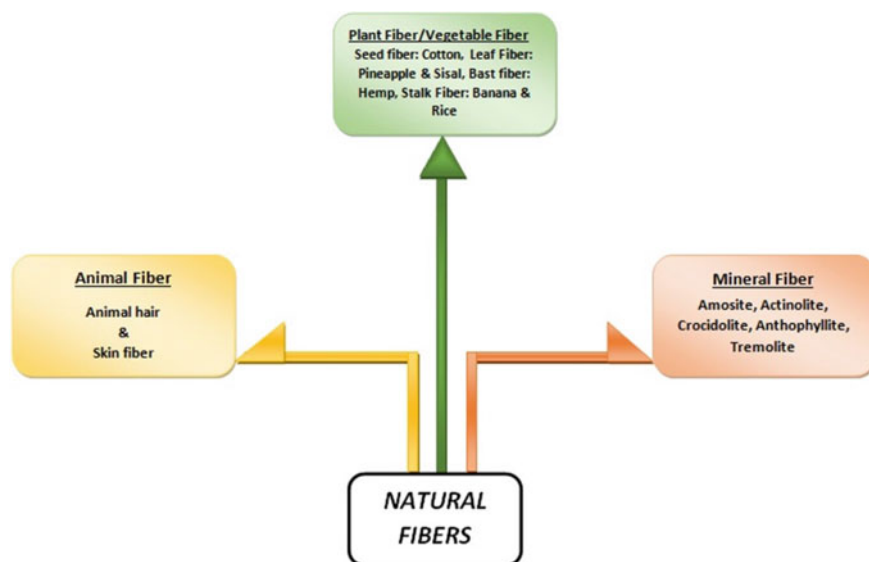 Plant Fiber/Vegetable Fiber
Seed fiber: Cotton, Leaf Fiber:
Pineapple & Sisal, Bast fiber:
Hemp, Stalk Fiber: Banana &
Rice
Animal Fiber
Animal hair
&
Skin fiber
Mineral Fiber
Amosite, Actinolite,
Crocidolite, Anthophyllite,
Tremolite
NATURAL
FIBERS